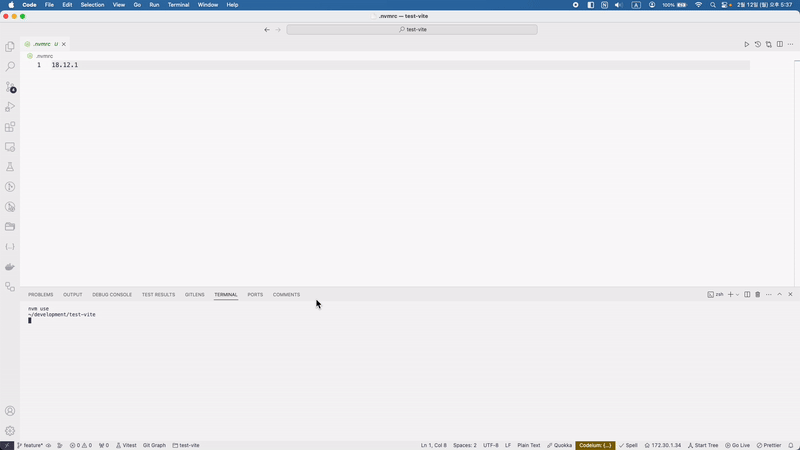 Code File Edit Selection View Go Run Terminal Window Help 100% 2월 12일 (월) 오후 5:37
.nvmrc — test-vite
test-vite
.nvmrc U
.nvmrc
1 18.12.1
PROBLEMS OUTPUT DEBUG CONSOLE TEST RESULTS GITLENS TERMINAL PORTS COMMENTS zsh
nvm use
~/development/test-vite
feature* 0 0 0 Vitest Git Graph test-vite Ln 1, Col 8 Spaces: 2 UTF-8 LF Plain Text Quokka Codeium: {...} Spell 172.30.1.34 Start Tree Go Live Prettier